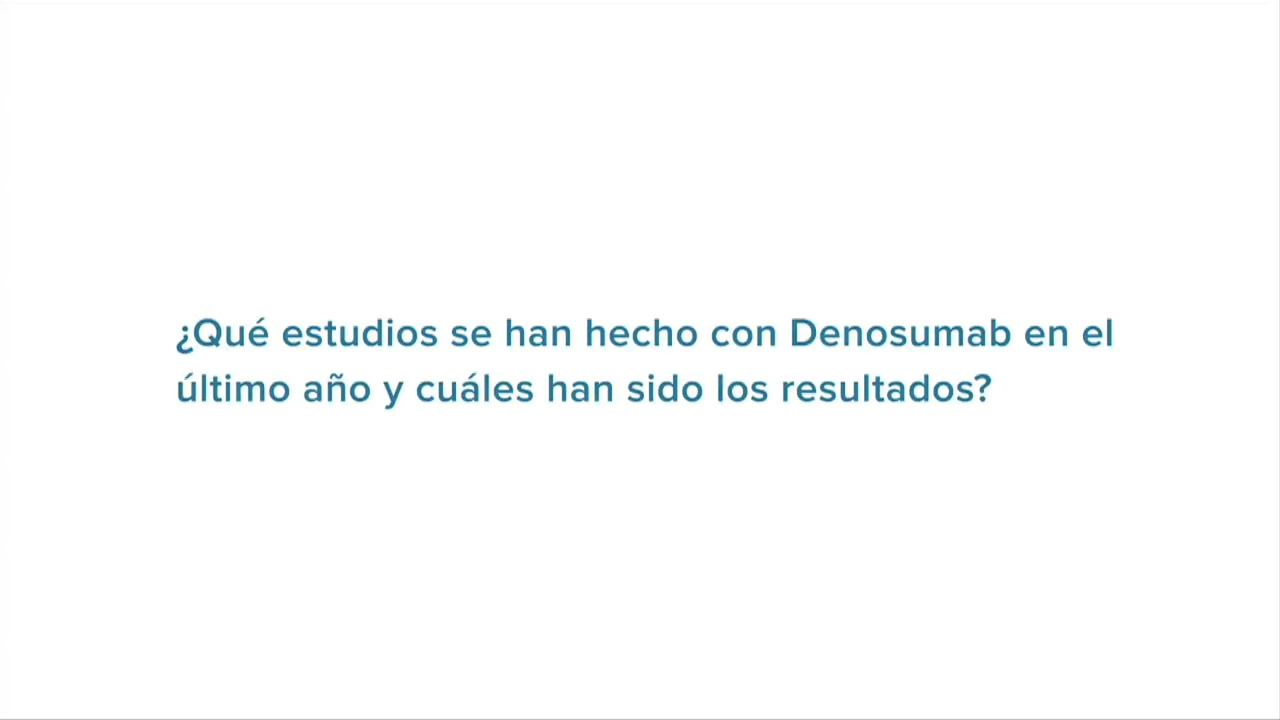 ¿Qué estudios se han hecho con Denosumab en el
último año y cuáles han sido los resultados?